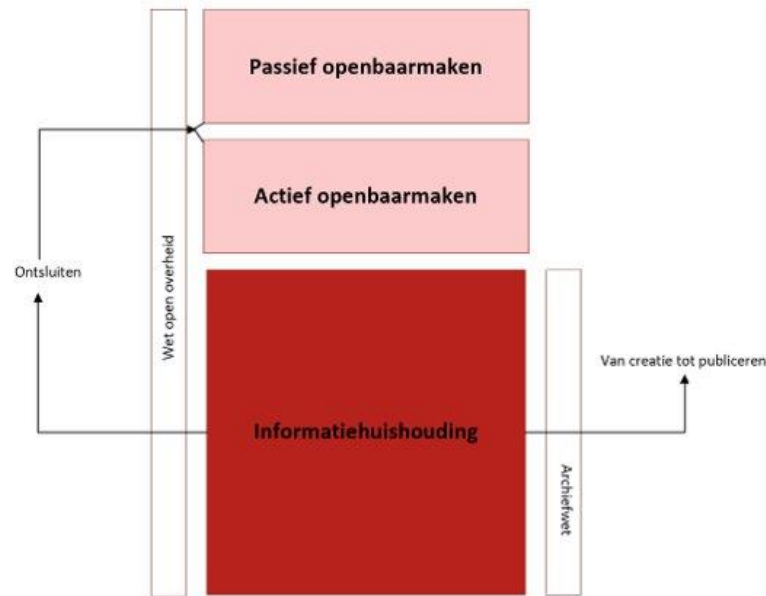 Passief openbaarmaken
Actief openbaarmaken
Ontsluiten
Wet open overheid
Van creatie tot publiceren
Informatiehuishouding
Archiefwet